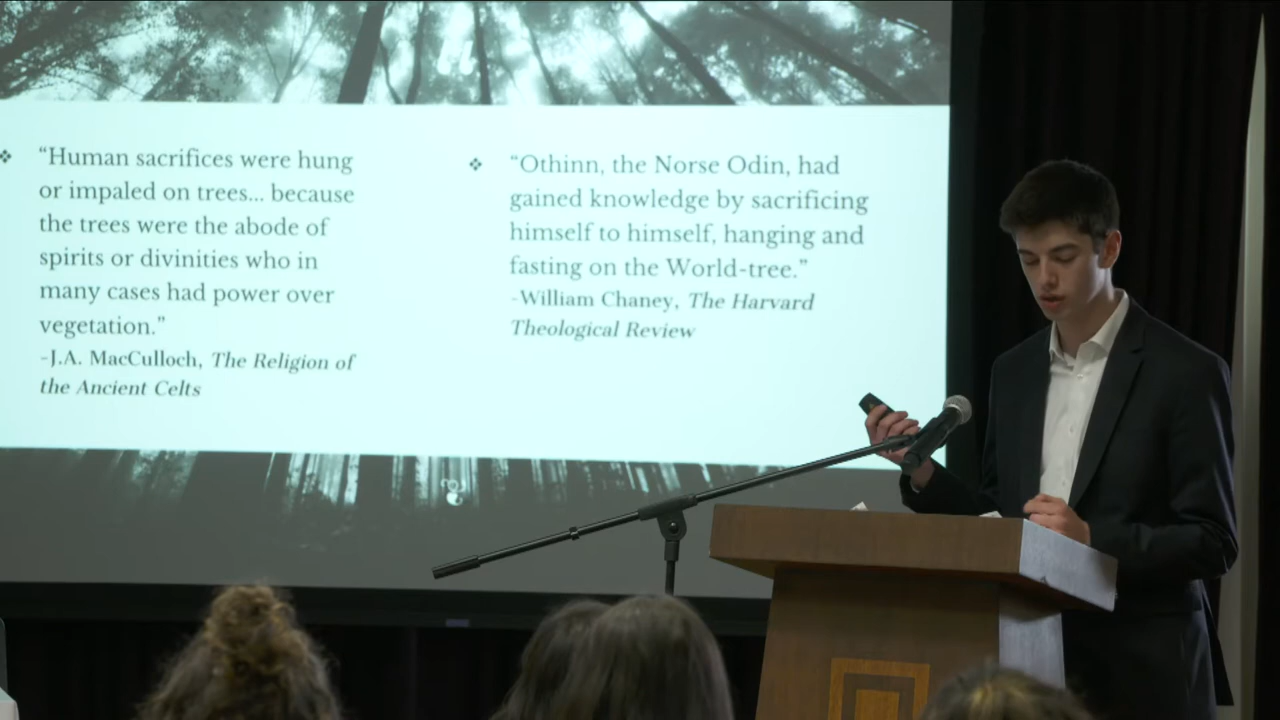 ❖ “Human sacrifices were hung
or impaled on trees... because
the trees were the abode of
spirits or divinities who in
many cases had power over
vegetation.”
-J.A. MacCulloch, The Religion of
the Ancient Celts
❖ “Othinn, the Norse Odin, had
gained knowledge by sacrificing
himself to himself, hanging and
fasting on the World-tree.”
-William Chaney, The Harvard
Theological Review